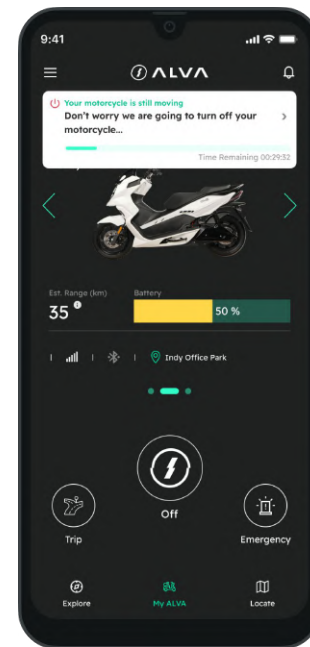 9:41
ALVA
Your motorcycle is still moving
Don't worry we are going to turn off your
motorcycle...
Time Remaining 00:29:52
Est. Range (km)
Battery
35
50 %
Indy Office Park
Off
Trip
Emergency
Explore
My ALVA
Locate